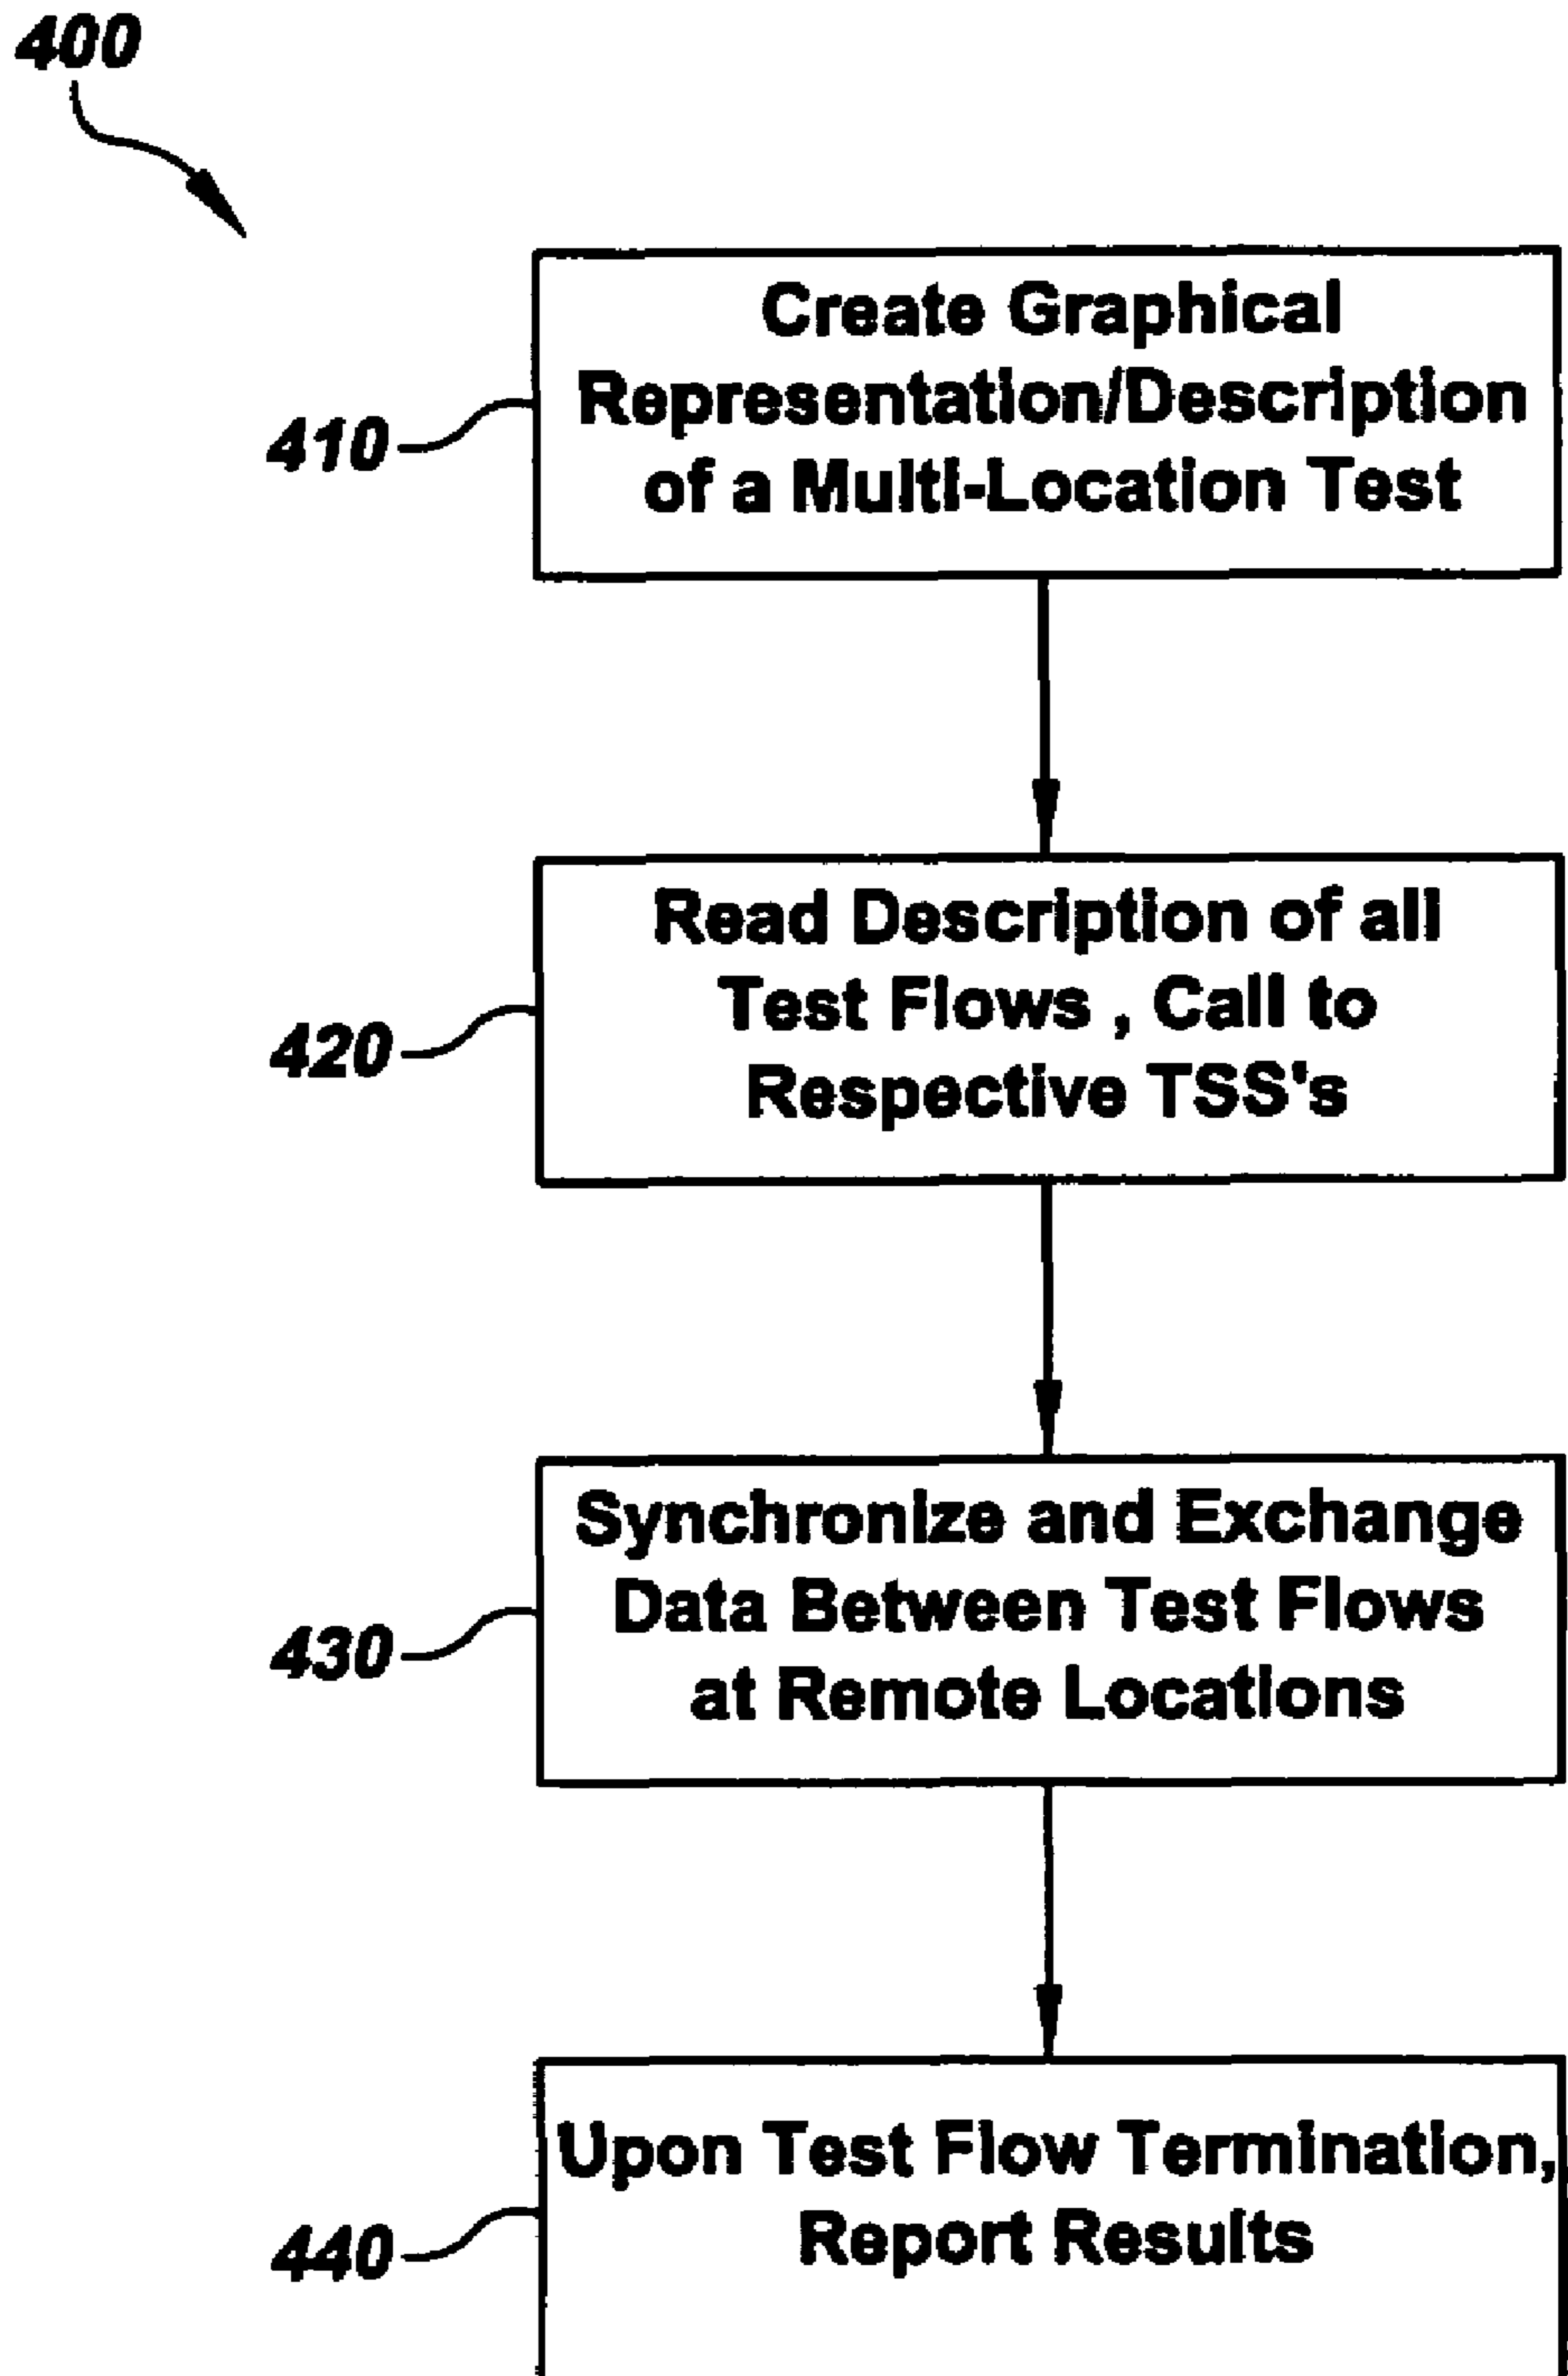 400
Create Graphical
Representation/Description
of a Multi-Location Test
410
Read Description of all
Test Flows , Call to
Respective TSS's
420
Synchronize and Exchange
Data Between Test Flows
at Remote Locations
430
Upon Test Flow Termination,
Report Results
440